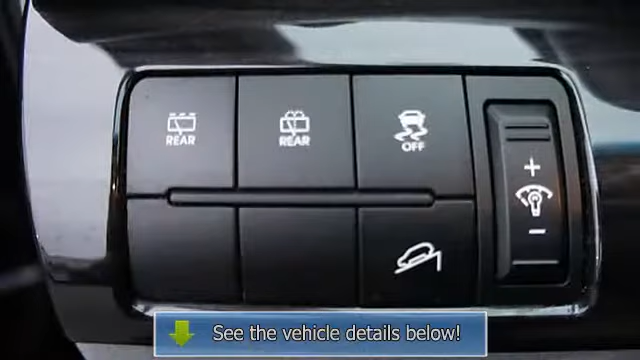 REAR
REAR
OFF
+
-
See the vehicle details below!